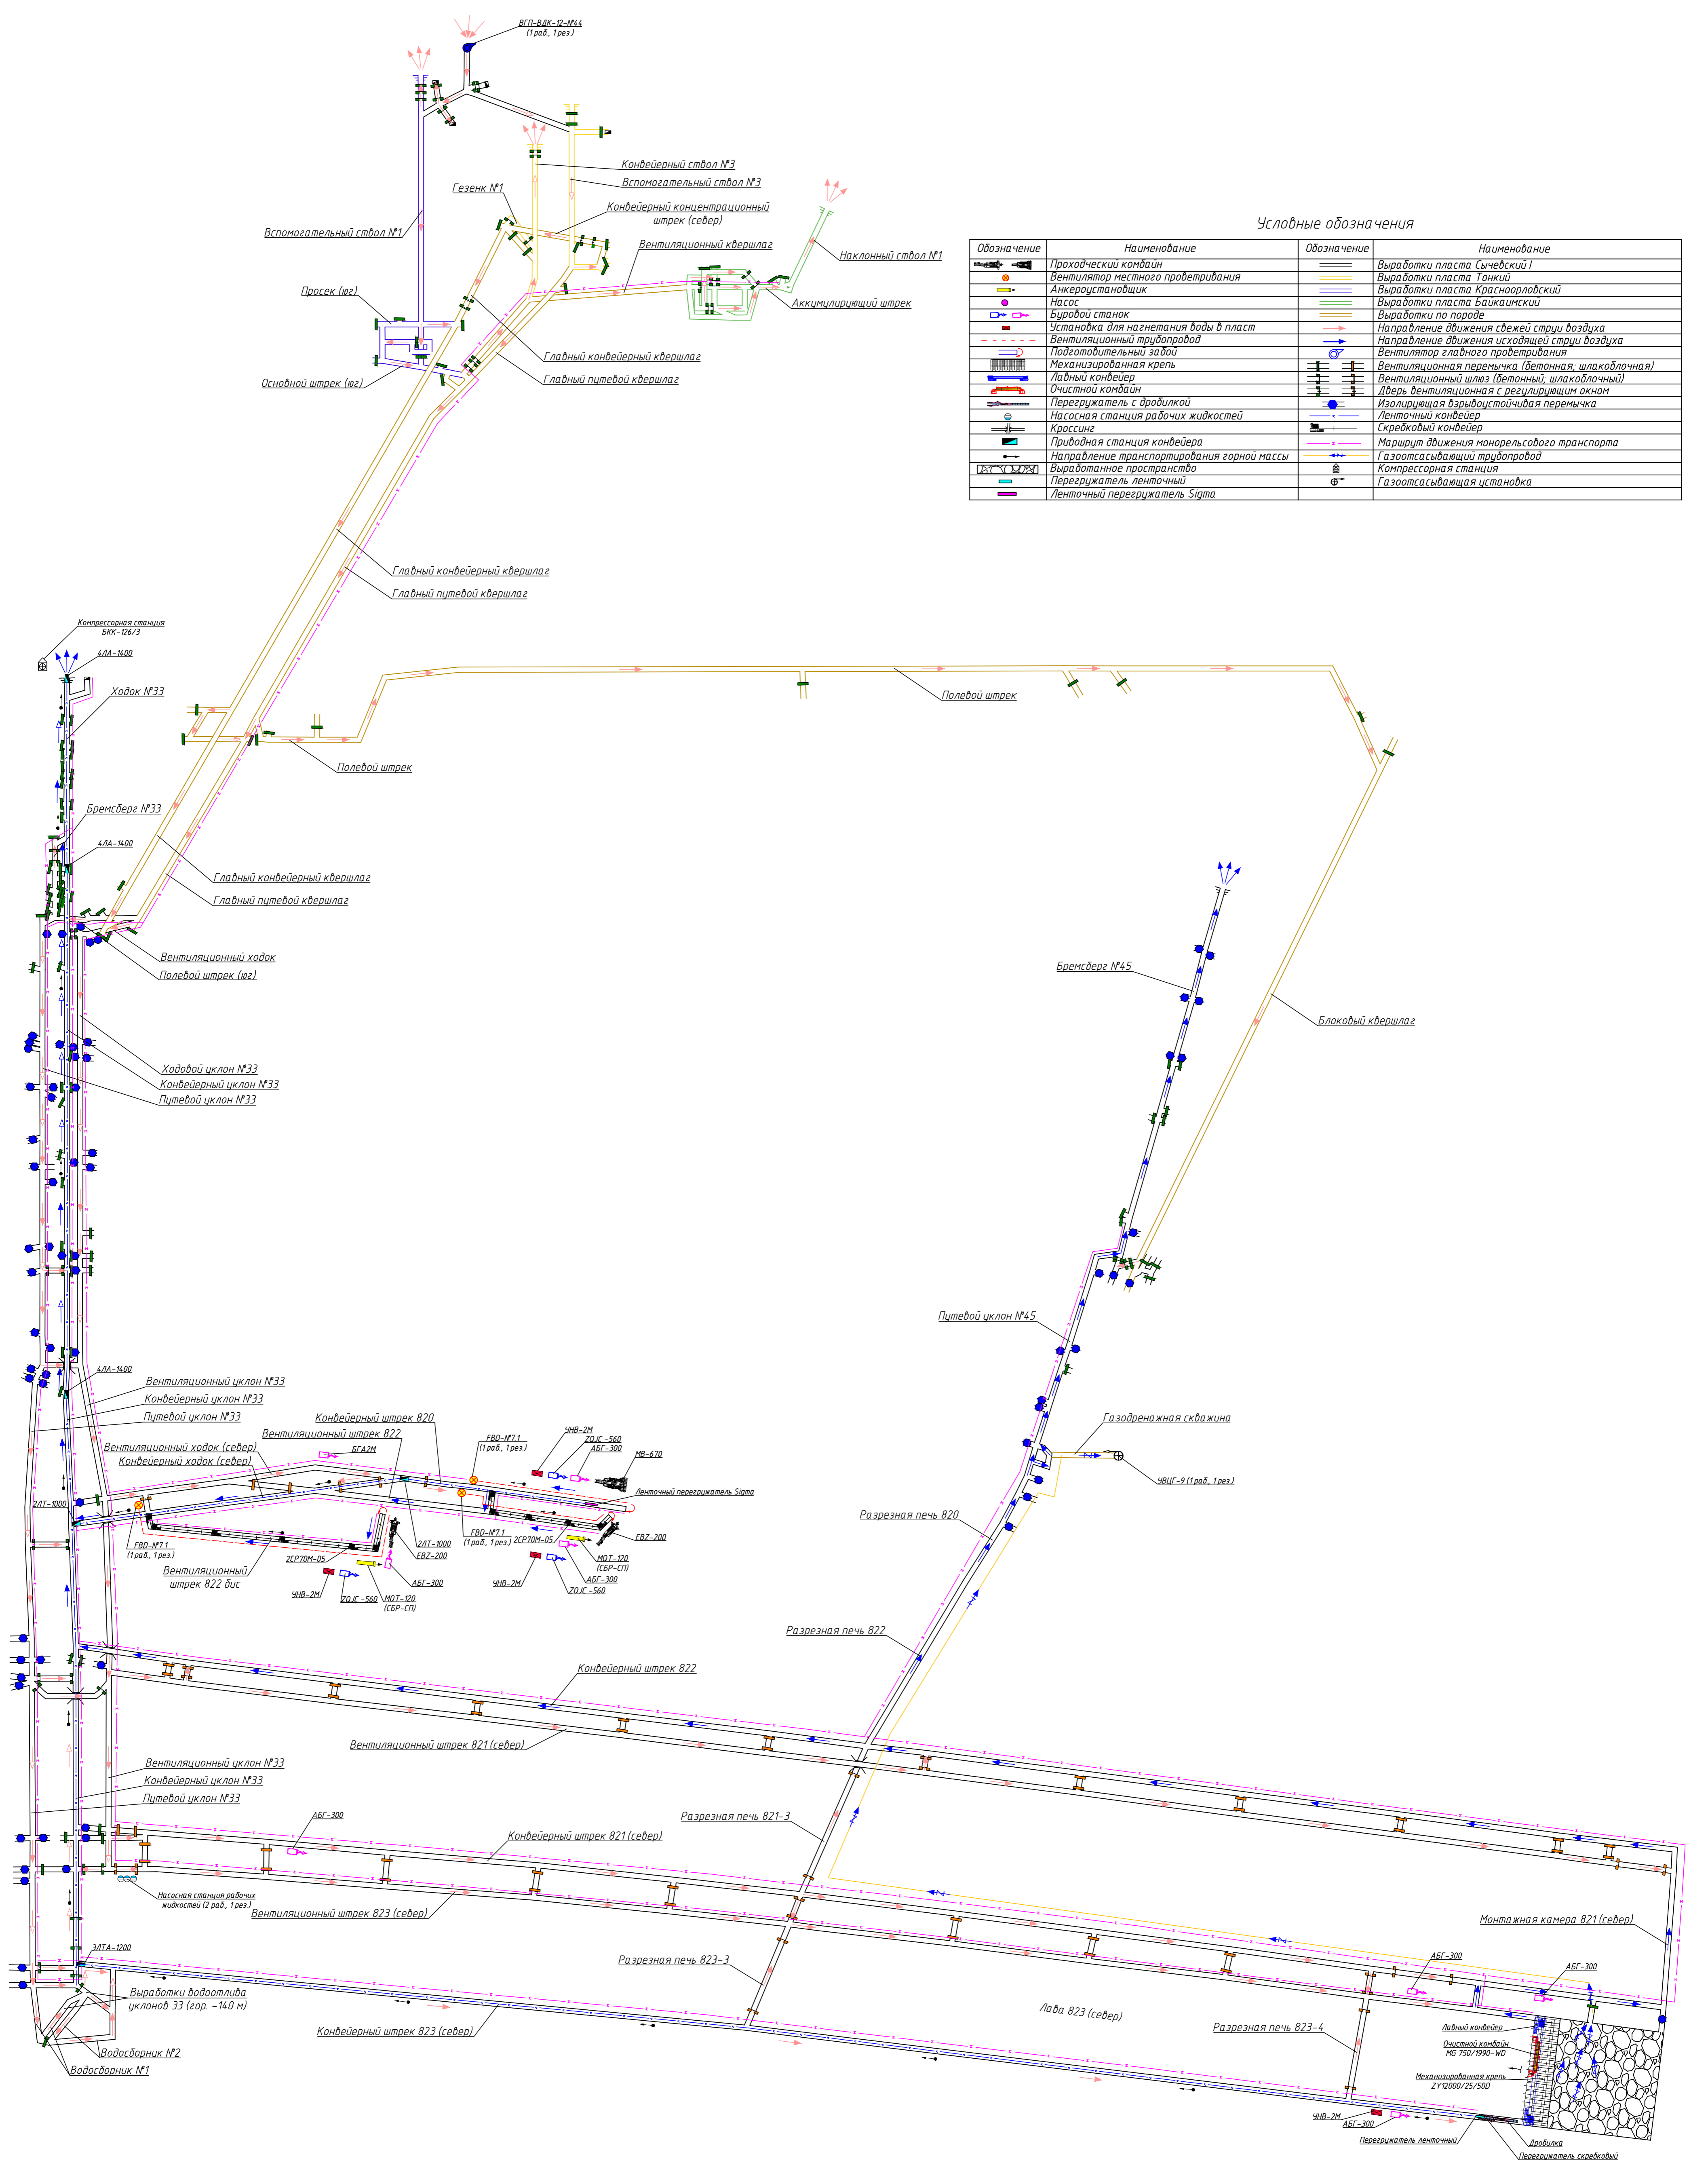 ВГП-ВДК-12-№44
(1 раб., 1 рез.)
Конвейерный ствол №3
Вспомогательный ствол №3
Гезенк №1
Конвейерный концентрационный
штрек (север)
Вспомогательный ствол №1
Вентиляционный квершлаг
Наклонный ствол №1
Просек (юг)
Аккумулирующий штрек
Главный конвейерный квершлаг
Основной штрек (юг)
Главный путевой квершлаг
Условные обозначения
Обозначение
Наименование
Обозначение
Наименование
Проходческий комбайн
Выработки пласта Сычевский I
Вентилятор местного проветривания
Выработки пласта Тонкий
Анкероустановщик
Выработки пласта Красноорловский
Насос
Выработки пласта Байкаимский
Буровой станок
Выработки по породе
Установка для нагнетания воды в пласт
Направление движения свежей струи воздуха
Вентиляционный трубопровод
Направление движения исходящей струи воздуха
Подготовительный забой
Вентилятор главного проветривания
Механизированная крепь
Вентиляционная перемычка (бетонная; шлакоблочная)
Лавный конвейер
Вентиляционный шлюз (бетонный; шлакоблочный)
Очистной комбайн
Дверь вентиляционная с регулирующим окном
Перегружатель с дробилкой
Изолирующая взрывоустойчивая перемычка
Насосная станция рабочих жидкостей
Ленточный конвейер
Кроссинг
Скребковый конвейер
Приводная станция конвейера
Маршрут движения монорельсового транспорта
Направление транспортирования горной массы
Газоотсасывающий трубопровод
Выработанное пространство
Компрессорная станция
Перегружатель ленточный
Газоотсасывающая установка
Ленточный перегружатель Sigma
Главный конвейерный квершлаг
Главный путевой квершлаг
Компрессорная станция
БКК-126/3
4ЛА-1400
Ходок №33
Полевой штрек
Полевой штрек
Бремсберг №33
4ЛА-1400
Главный конвейерный квершлаг
Главный путевой квершлаг
Вентиляционный ходок
Полевой штрек (юг)
Бремсберг №45
Блоковый квершлаг
Ходовой уклон №33
Конвейерный уклон №33
Путевой уклон №33
Путевой уклон №45
4ЛА-1400
Вентиляционный уклон №33
Конвейерный уклон №33
Путевой уклон №33
Конвейерный штрек 820
Вентиляционный штрек 822
Вентиляционный ходок (север)
Конвейерный ходок (север)
БГА2М
FBD-№7.1
(1 раб., 1 рез.)
УНВ-2М
ZQJC-560
АБГ-300
МВ-670
Газодренажная скважина
УВЦГ-9 (1 раб., 1 рез.)
Ленточный перегружатель Sigma
2ЛТ-1000
Разрезная печь 820
FBD-№7.1
(1 раб., 1 рез.)
2СР70М-05
2ЛТ-1000
EBZ-200
FBD-№7.1
(1 раб., 1 рез.)
2СР70М-05
EBZ-200
MQT-120
(СБР-СП)
АБГ-300
ZQJC-560
УНВ-2М
Вентиляционный
штрек 822 бис
УНВ-2М
ZQJC-560
MQT-120
(СБР-СП)
АБГ-300
Разрезная печь 822
Конвейерный штрек 822
Вентиляционный штрек 821 (север)
Вентиляционный уклон №33
Конвейерный уклон №33
Путевой уклон №33
АБГ-300
Разрезная печь 821-3
Конвейерный штрек 821 (север)
Насосная станция рабочих
жидкостей (2 раб., 1 рез.)
Вентиляционный штрек 823 (север)
Монтажная камера 821 (север)
3ЛТА-1200
Разрезная печь 823-3
АБГ-300
АБГ-300
Выработки водоотлива
уклонов 33 (гор. -140 м)
Лава 823 (север)
Конвейерный штрек 823 (север)
Разрезная печь 823-4
Лавный конвейер
Очистной комбайн
MG 750/1990-WD
Водосборник №2
Водосборник №1
Механизированная крепь
ZY12000/25/50D
УНВ-2М
АБГ-300
Перегружатель ленточный
Дробилка
Перегружатель скребковый